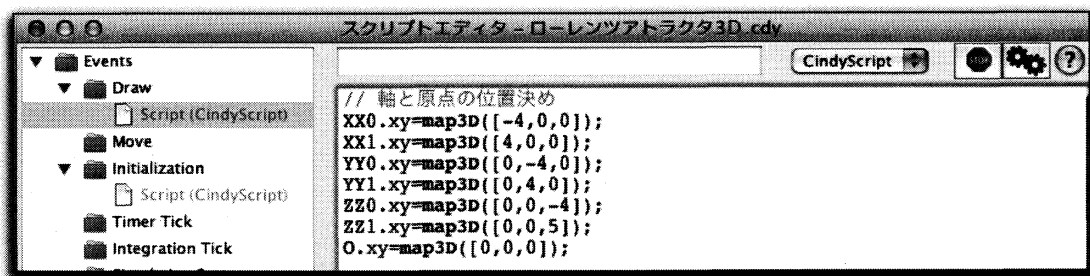 スクリプトエディタ - ローレンツアトラクタ3D.cdy
Events
Draw
Script (CindyScript)
Move
Initialization
Script (CindyScript)
Timer Tick
Integration Tick
CindyScript
STOP
?
// 軸と原点の位置決め
XX0.xy=map3D([-4,0,0]);
XX1.xy=map3D([4,0,0]);
YY0.xy=map3D([0,-4,0]);
YY1.xy=map3D([0,4,0]);
ZZ0.xy=map3D([0,0,-4]);
ZZ1.xy=map3D([0,0,5]);
O.xy=map3D([0,0,0]);